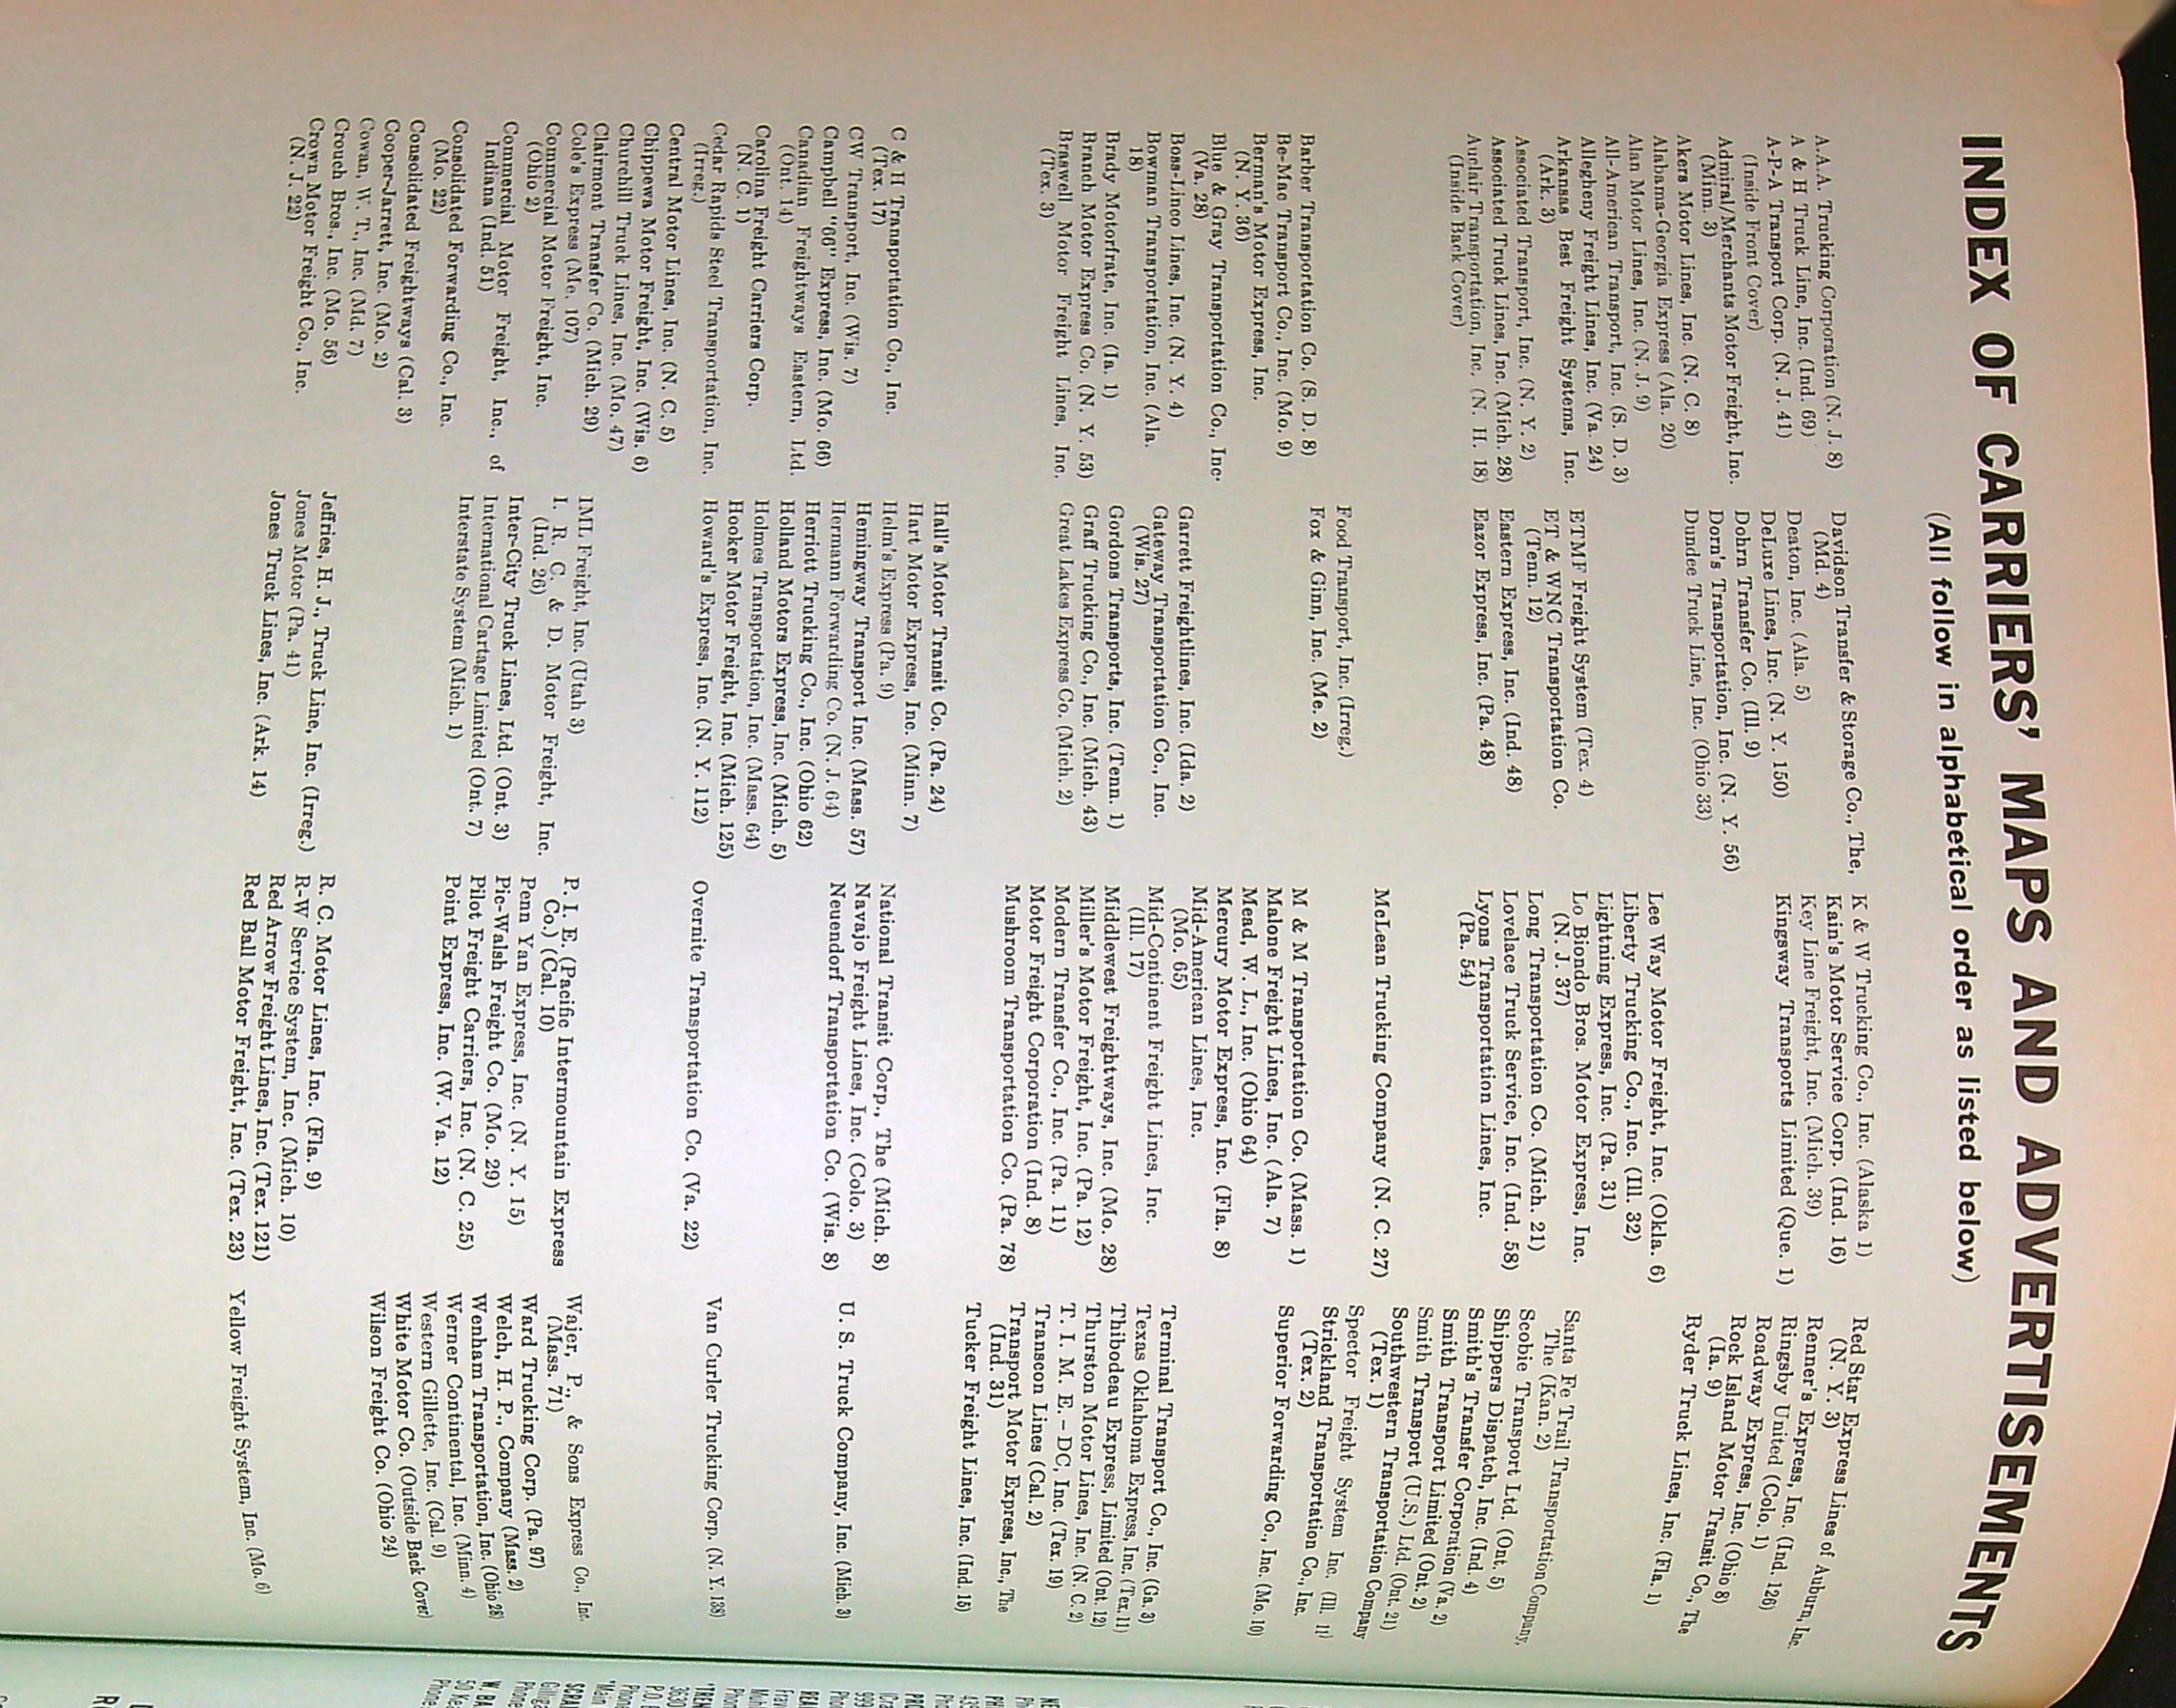 INDEX OF CARRIERS' MAPS AND ADVERTISEMENTS
(All follow in alphabetical order as listed below)
A.A.A. Trucking Corporation (N. J. 8)
A & H Truck Line, Inc. (Ind. 69)
A-P-A Transport Corp. (N. J. 41)
(Inside Front Cover)
Admiral/Merchants Motor Freight, Inc.
(Minn. 3)
Akers Motor Lines, Inc. (N. C. 8)
Alabama-Georgia Express (Ala. 20)
Alan Motor Lines, Inc. (N. J. 9)
All-American Transport, Inc. (S. D. 3)
Allegheny Freight Lines, Inc. (Va. 24)
Arkansas Best Freight Systems, Inc.
(Ark. 3)
Associated Transport, Inc. (N. Y. 2)
Associated Truck Lines, Inc. (Mich. 28)
Auclair Transportation, Inc. (N. H. 18)
(Inside Back Cover)
Barber Transportation Co. (S. D. 8)
Be-Mac Transport Co., Inc. (Mo. 9)
Berman's Motor Express, Inc.
(N. Y. 36)
Blue & Gray Transportation Co., Inc.
(Va. 28)
Boss-Linco Lines, Inc. (N. Y. 4)
Bowman Transportation, Inc. (Ala.
18)
Brady Motorfrate, Inc. (Ia. 1)
Branch Motor Express Co. (N. Y. 53)
Braswell Motor Freight Lines, Inc.
(Tex. 3)
C & H Transportation Co., Inc.
(Tex. 17)
CW Transport, Inc. (Wis. 7)
Campbell "66" Express, Inc. (Mo. 66)
Canadian Freightways Eastern, Ltd.
(Ont. 14)
Carolina Freight Carriers Corp.
(N. C. 1)
Cedar Rapids Steel Transportation, Inc.
(Irreg.)
Central Motor Lines, Inc. (N. C. 5)
Chippewa Motor Freight, Inc. (Wis. 6)
Churchill Truck Lines, Inc. (Mo. 47)
Clairmont Transfer Co. (Mich. 29)
Cole's Express (Me. 107)
Commercial Motor Freight, Inc.
(Ohio 2)
Commercial Motor Freight, Inc., of
Indiana (Ind. 51)
Consolidated Forwarding Co., Inc.
(Mo. 22)
Consolidated Freightways (Cal. 3)
Cooper-Jarrett, Inc. (Mo. 2)
Cowan, W. T., Inc. (Md. 7)
Crouch Bros., Inc. (Mo. 56)
Crown Motor Freight Co., Inc.
(N. J. 22)
Davidson Transfer & Storage Co., The,
(Md. 4)
Deaton, Inc. (Ala. 5)
DeLuxe Lines, Inc. (N. Y. 150)
Dohrn Transfer Co. (Ill. 9)
Dorn's Transportation, Inc. (N. Y. 56)
Dundee Truck Line, Inc. (Ohio 33)
ETMF Freight System (Tex. 4)
ET & WNC Transportation Co.
(Tenn. 12)
Eastern Express, Inc. (Ind. 48)
Eazor Express, Inc. (Pa. 48)
Food Transport, Inc. (Irreg.)
Fox & Ginn, Inc. (Me. 2)
Garrett Freightlines, Inc. (Ida. 2)
Gateway Transportation Co., Inc.
(Wis. 27)
Gordons Transports, Inc. (Tenn. 1)
Graff Trucking Co., Inc. (Mich. 43)
Great Lakes Express Co. (Mich. 2)
Hall's Motor Transit Co. (Pa. 24)
Hart Motor Express, Inc. (Minn. 7)
Helm's Express (Pa. 9)
Hemingway Transport Inc. (Mass. 57)
Hermann Forwarding Co. (N. J. 64)
Herriott Trucking Co., Inc. (Ohio 62)
Holland Motors Express, Inc. (Mich. 5)
Holmes Transportation, Inc. (Mass. 64)
Hooker Motor Freight, Inc. (Mich. 125)
Howard's Express, Inc. (N. Y. 112)
IML Freight, Inc. (Utah 3)
I. R. C. & D. Motor Freight, Inc.
(Ind. 26)
Inter-City Truck Lines, Ltd. (Ont. 3)
International Cartage Limited (Ont. 7)
Interstate System (Mich. 1)
Jeffries, H. J., Truck Line, Inc. (Irreg.)
Jones Motor (Pa. 41)
Jones Truck Lines, Inc. (Ark. 14)
K & W Trucking Co., Inc. (Alaska 1)
Kain's Motor Service Corp. (Ind. 16)
Key Line Freight, Inc. (Mich. 39)
Kingsway Transports Limited (Que. 1)
Lee Way Motor Freight, Inc. (Okla. 6)
Liberty Trucking Co., Inc. (Ill. 32)
Lightning Express, Inc. (Pa. 31)
Lo Biondo Bros. Motor Express, Inc.
(N. J. 37)
Long Transportation Co. (Mich. 21)
Lovelace Truck Service, Inc. (Ind. 58)
Lyons Transportation Lines, Inc.
(Pa. 54)
McLean Trucking Company (N. C. 27)
M & M Transportation Co. (Mass. 1)
Malone Freight Lines, Inc. (Ala. 7)
Mead, W. L., Inc. (Ohio 64)
Mercury Motor Express, Inc. (Fla. 8)
Mid-American Lines, Inc.
(Mo. 65)
Mid-Continent Freight Lines, Inc.
(Ill. 17)
Middlewest Freightways, Inc. (Mo. 28)
Miller's Motor Freight, Inc. (Pa. 12)
Modern Transfer Co., Inc. (Pa. 11)
Motor Freight Corporation (Ind. 8)
Mushroom Transportation Co. (Pa. 78)
National Transit Corp., The (Mich. 8)
Navajo Freight Lines, Inc. (Colo. 3)
Neuendorf Transportation Co. (Wis. 8)
Overnite Transportation Co. (Va. 22)
P. I. E. (Pacific Intermountain Express
Co.) (Cal. 10)
Penn Yan Express, Inc. (N. Y. 15)
Pic-Walsh Freight Co. (Mo. 29)
Pilot Freight Carriers, Inc. (N. C. 25)
Point Express, Inc. (W. Va. 12)
R. C. Motor Lines, Inc. (Fla. 9)
R-W Service System, Inc. (Mich. 10)
Red Arrow Freight Lines, Inc. (Tex. 121)
Red Ball Motor Freight, Inc. (Tex. 23)
Red Star Express Lines of Auburn, Inc.
(N. Y. 3)
Renner's Express, Inc. (Ind. 126)
Ringsby United (Colo. 1)
Roadway Express, Inc. (Ohio 8)
Rock Island Motor Transit Co., The
(Ia. 9)
Ryder Truck Lines, Inc. (Fla. 1)
Santa Fe Trail Transportation Company,
The (Kan. 2)
Scobie Transport Ltd. (Ont. 5)
Shippers Dispatch, Inc. (Ind. 4)
Smith's Transfer Corporation (Va. 2)
Smith Transport Limited (Ont. 2)
Smith Transport (U.S.) Ltd. (Ont. 21)
Southwestern Transportation Company
(Tex. 1)
Spector Freight System Inc. (Ill. 11)
Strickland Transportation Co., Inc.
(Tex. 2)
Superior Forwarding Co., Inc. (Mo. 10)
Terminal Transport Co., Inc. (Ga. 3)
Texas Oklahoma Express, Inc. (Tex. 11)
Thibodeau Express, Limited (Ont. 12)
Thurston Motor Lines, Inc. (N. C. 2)
T. I. M. E. - DC, Inc. (Tex. 19)
Transcon Lines (Cal. 2)
Transport Motor Express, Inc., The
(Ind. 31)
Tucker Freight Lines, Inc. (Ind. 15)
U. S. Truck Company, Inc. (Mich. 3)
Van Curler Trucking Corp. (N. Y. 138)
Wajer, P., & Sons Express Co., Inc.
(Mass. 71)
Ward Trucking Corp. (Pa. 97)
Welch, H. P., Company (Mass. 2)
Wenham Transportation, Inc. (Ohio 28)
Werner Continental, Inc. (Minn. 4)
Western Gillette, Inc. (Cal. 9)
White Motor Co. (Outside Back Cover)
Wilson Freight Co. (Ohio 24)
Yellow Freight System, Inc. (Mo. 6)